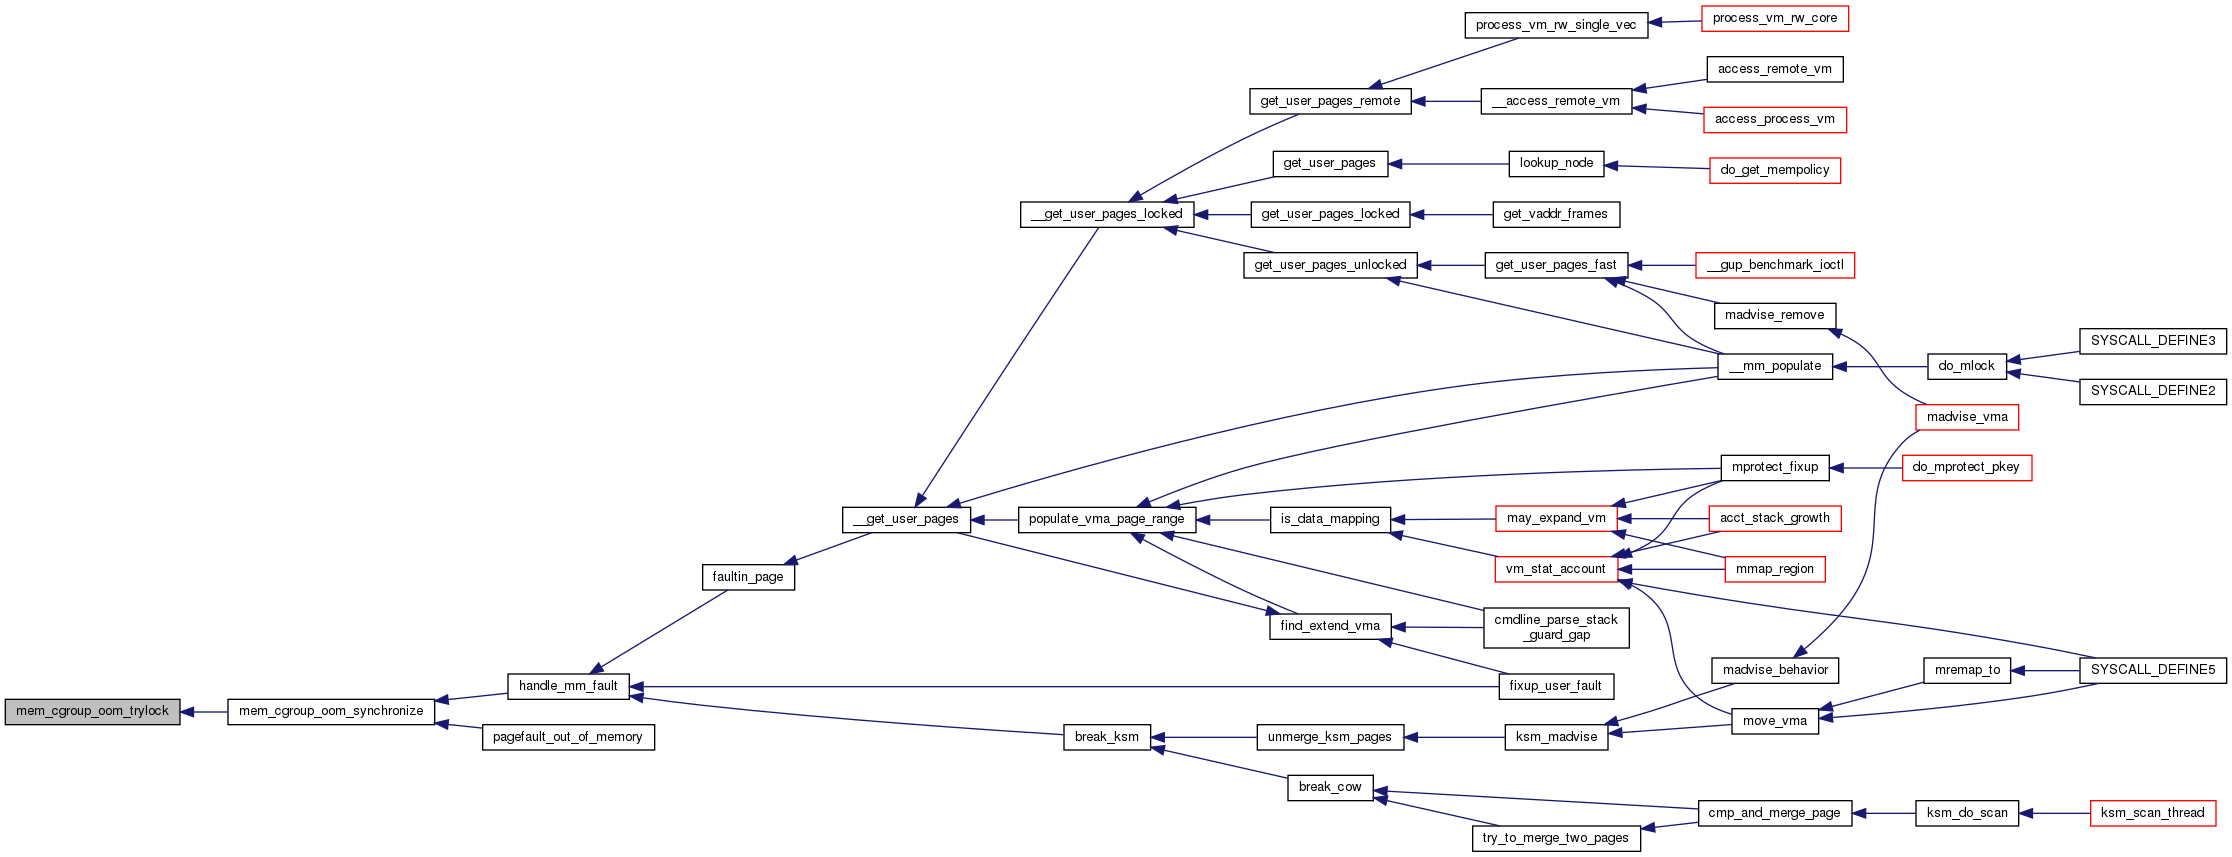 process_vm_rw_single_vec
process_vm_rw_core
access_remote_vm
get_user_pages_remote
__access_remote_vm
access_process_vm
get_user_pages
lookup_node
do_get_mempolicy
__get_user_pages_locked
get_user_pages_locked
get_vaddr_frames
get_user_pages_unlocked
get_user_pages_fast
__gup_benchmark_ioctl
madvise_remove
SYSCALL_DEFINE3
__mm_populate
do_mlock
SYSCALL_DEFINE2
madvise_vma
mprotect_fixup
do_mprotect_pkey
__get_user_pages
populate_vma_page_range
is_data_mapping
may_expand_vm
acct_stack_growth
faultin_page
vm_stat_account
mmap_region
find_extend_vma
cmdline_parse_stack
_guard_gap
handle_mm_fault
fixup_user_fault
madvise_behavior
mremap_to
SYSCALL_DEFINE5
mem_cgroup_oom_trylock
mem_cgroup_oom_synchronize
pagefault_out_of_memory
break_ksm
unmerge_ksm_pages
ksm_madvise
move_vma
break_cow
cmp_and_merge_page
ksm_do_scan
ksm_scan_thread
try_to_merge_two_pages